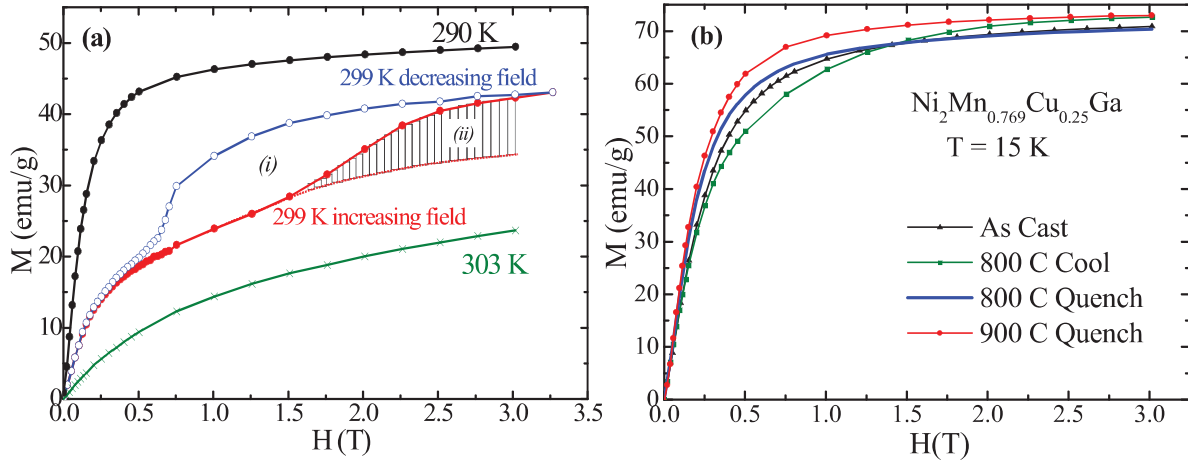 (a)
290 K
299 K decreasing field
(i)
(ii)
299 K increasing field
303 K
M (emu/g)
50
40
30
20
10
0
0.0 0.5 1.0 1.5 2.0 2.5 3.0 3.5
H (T)
(b)
Ni2Mn0.769Cu0.25Ga
T = 15 K
As Cast
800 C Cool
800 C Quench
900 C Quench
M (emu/g)
70
60
50
40
30
20
10
0
0.0 0.5 1.0 1.5 2.0 2.5 3.0
H(T)